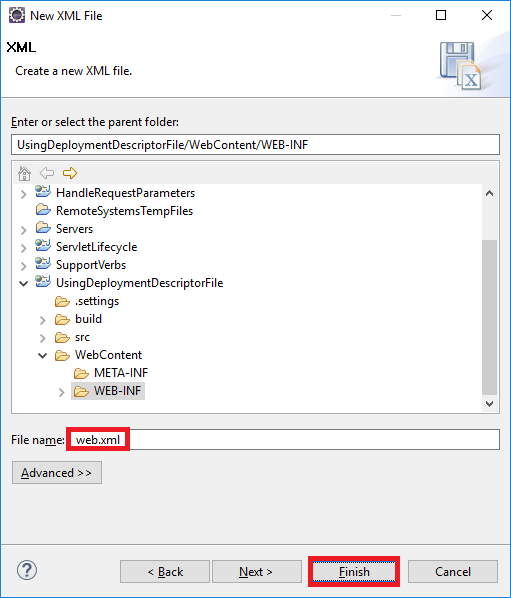 New XML File
XML
Create a new XML file.
Enter or select the parent folder:
UsingDeploymentDescriptorFile/WebContent/WEB-INF
HandleRequestParameters
RemoteSystemsTempFiles
Servers
ServletLifecycle
SupportVerbs
UsingDeploymentDescriptorFile
.settings
build
src
WebContent
META-INF
WEB-INF
File name: web.xml
Advanced >>
? < Back Next > Finish Cancel